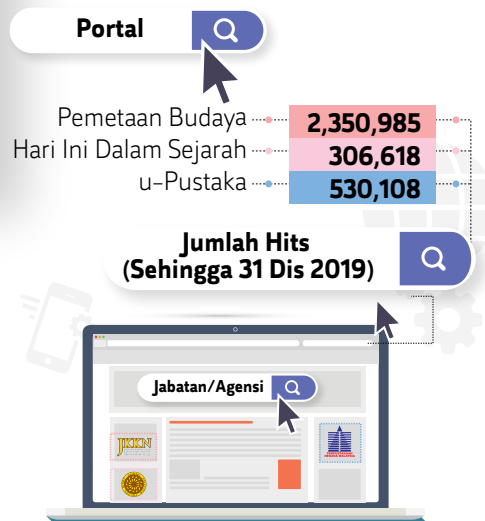 Portal
Pemetaan Budaya 2,350,985
Hari Ini Dalam Sejarah 306,618
u-Pustaka 530,108
Jumlah Hits
(Sehingga 31 Dis 2019)
Jabatan/Agensi
JKKN